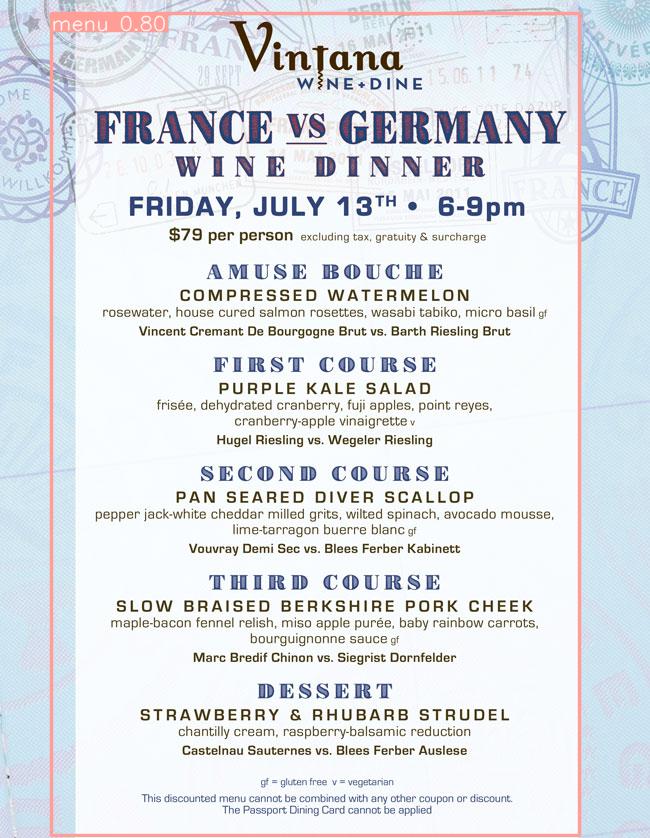 menu 0.80
Vintana
WINE+DINE
FRANCE VS GERMANY
WINE DINNER
FRIDAY, JULY 13TH • 6-9pm
$79 per person excluding tax, gratuity & surcharge
AMUSE BOUCHE
COMPRESSED WATERMELON
rosewater, house cured salmon rosettes, wasabi tabiko, micro basil gf
Vincent Cremant De Bourgogne Brut vs. Barth Riesling Brut
FIRST COURSE
PURPLE KALE SALAD
frisée, dehydrated cranberry, fuji apples, point reyes,
cranberry-apple vinaigrette v
Hugel Riesling vs. Wegeler Riesling
SECOND COURSE
PAN SEARED DIVER SCALLOP
pepper jack-white cheddar milled grits, wilted spinach, avocado mousse,
lime-tarragon buerre blanc gf
Vouvray Demi Sec vs. Blees Ferber Kabinett
THIRD COURSE
SLOW BRAISED BERKSHIRE PORK CHEEK
maple-bacon fennel relish, miso apple purée, baby rainbow carrots,
bourguignonne sauce gf
Marc Bredif Chinon vs. Siegrist Dornfelder
DESSERT
STRAWBERRY & RHUBARB STRUDEL
chantilly cream, raspberry-balsamic reduction
Castelnau Sauternes vs. Blees Ferber Auslese
gf = gluten free v = vegetarian
This discounted menu cannot be combined with any other coupon or discount.
The Passport Dining Card cannot be applied